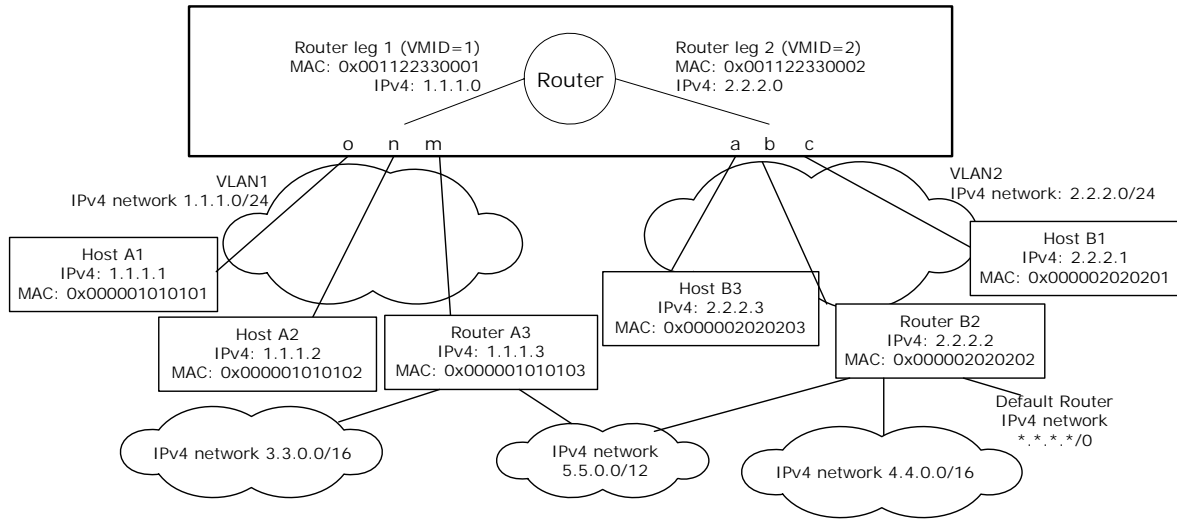 Router leg 1 (VMID=1)
MAC: 0x001122330001
IPv4: 1.1.1.0
Router
Router leg 2 (VMID=2)
MAC: 0x001122330002
IPv4: 2.2.2.0
o n m
a b c
VLAN1
IPv4 network 1.1.1.0/24
VLAN2
IPv4 network: 2.2.2.0/24
Host A1
IPv4: 1.1.1.1
MAC: 0x000001010101
Host B1
IPv4: 2.2.2.1
MAC: 0x000002020201
Host B3
IPv4: 2.2.2.3
MAC: 0x000002020203
Host A2
IPv4: 1.1.1.2
MAC: 0x000001010102
Router A3
IPv4: 1.1.1.3
MAC: 0x000001010103
Router B2
IPv4: 2.2.2.2
MAC: 0x000002020202
Default Router
IPv4 network
*.*.*.*/0
IPv4 network 3.3.0.0/16
IPv4 network
5.5.0.0/12
IPv4 network 4.4.0.0/16